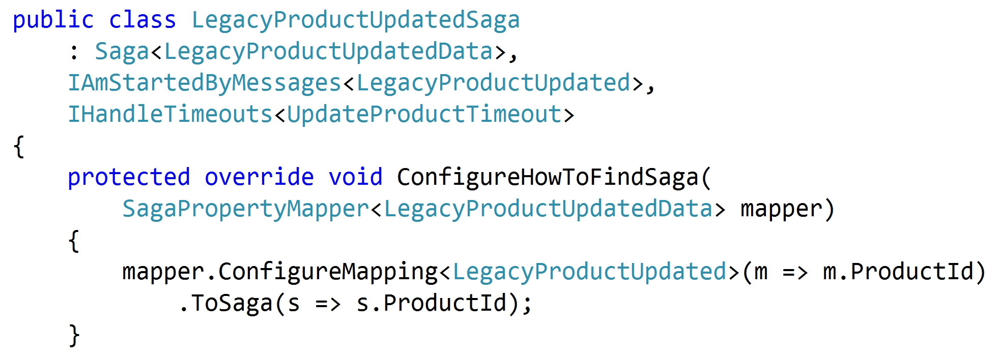 public class LegacyProductUpdatedSaga
    : Saga<LegacyProductUpdatedData>,
    IAmStartedByMessages<LegacyProductUpdated>,
    IHandleTimeouts<UpdateProductTimeout>
{
    protected override void ConfigureHowToFindSaga(
        SagaPropertyMapper<LegacyProductUpdatedData> mapper)
    {
        mapper.ConfigureMapping<LegacyProductUpdated>(m => m.ProductId)
            .ToSaga(s => s.ProductId);
    }